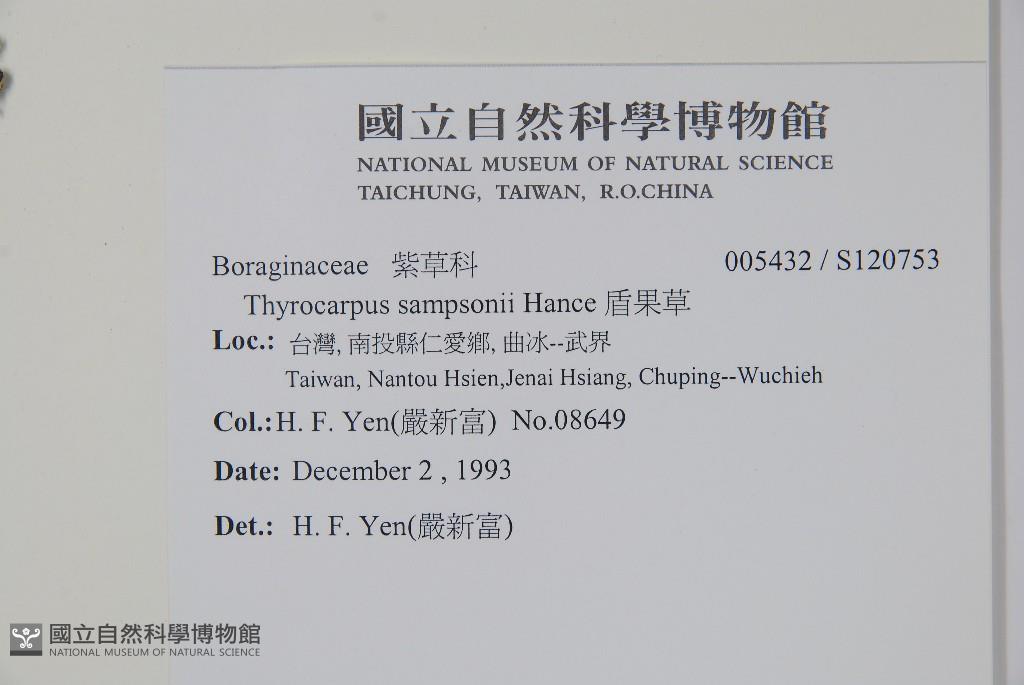 國立自然科學博物館
NATIONAL MUSEUM OF NATURAL SCIENCE
TAICHUNG, TAIWAN, R.O.CHINA
Boraginaceae 紫草科 005432 / S120753
Thyrocarpus sampsonii Hance 盾果草
Loc.: 台灣, 南投縣仁愛鄉, 曲冰--武界
Taiwan, Nantou Hsien,Jenai Hsiang, Chuping--Wuchieh
Col.: H. F. Yen(嚴新富) No.08649
Date: December 2 , 1993
Det.: H. F. Yen(嚴新富)
國立自然科學博物館
NATIONAL MUSEUM OF NATURAL SCIENCE